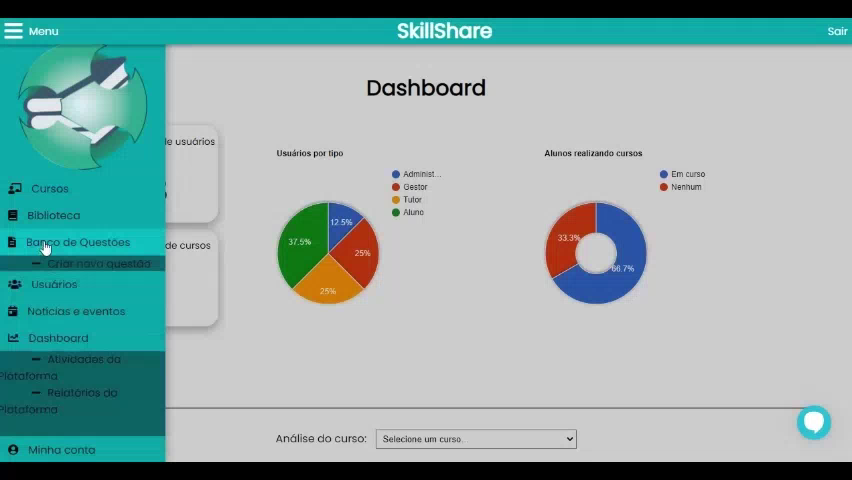 Menu
SkillShare
Sair
Dashboard
de usuários
de cursos
Cursos
Biblioteca
Banco de Questões
Criar novo questão
Usuários
Notícias e eventos
Dashboard
Atividades da
Plataforma
Relatórios da
Plataforma
Minha conta
Usuários por tipo
Administ...
Gestor
Tutor
Aluno
12.5%
37.5%
25%
25%
Alunos realizando cursos
Em curso
Nenhum
33.3%
66.7%
Análise do curso:
Selecione um curso...